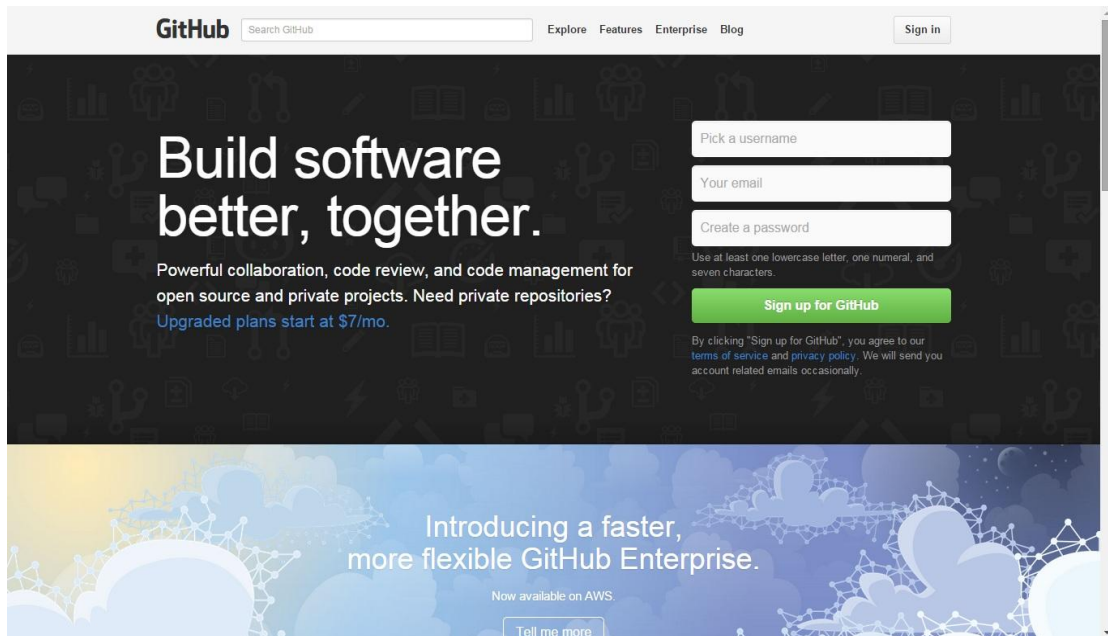 GitHub
Search GitHub
Explore Features Enterprise Blog
Sign in
Build software
better, together.
Powerful collaboration, code review, and code management for
open source and private projects. Need private repositories?
Upgraded plans start at $7/mo.
Pick a username
Your email
Create a password
Use at least one lowercase letter, one numeral, and
seven characters.
Sign up for GitHub
By clicking "Sign up for GitHub", you agree to our
terms of service and privacy policy. We will send you
account related emails occasionally.
Introducing a faster,
more flexible GitHub Enterprise.
Now available on AWS.
Tell me more